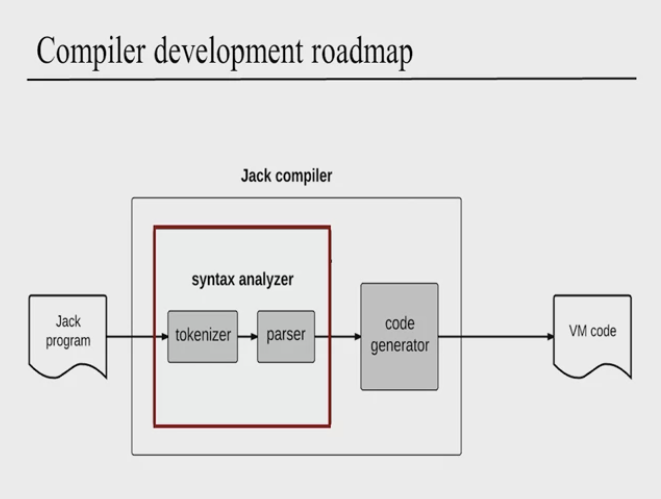 Compiler development roadmap
Jack compiler
syntax analyzer
Jack
program
tokenizer
parser
code
generator
VM code